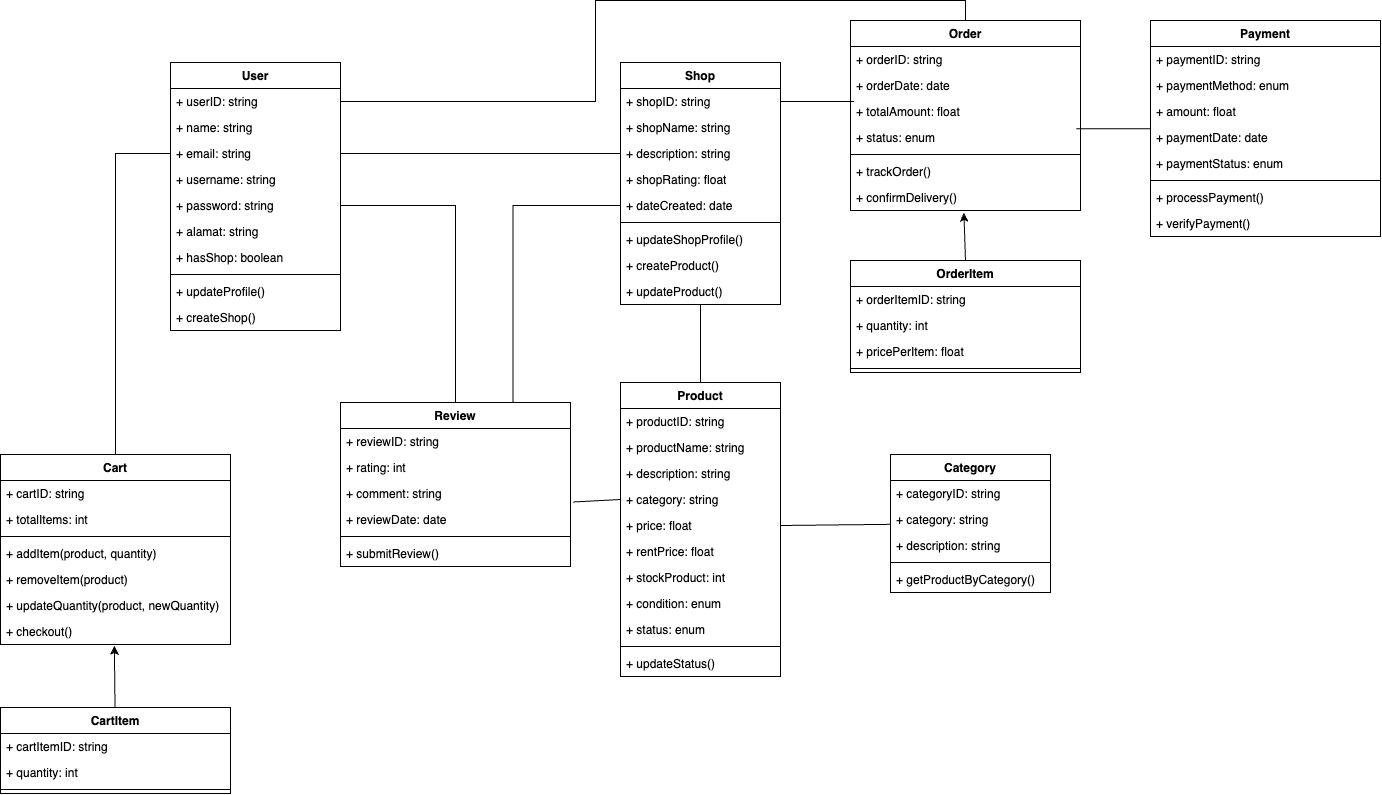 User
+ userID: string
+ name: string
+ email: string
+ username: string
+ password: string
+ alamat: string
+ hasShop: boolean
+ updateProfile()
+ createShop()
Shop
+ shopID: string
+ shopName: string
+ description: string
+ shopRating: float
+ dateCreated: date
+ updateShopProfile()
+ createProduct()
+ updateProduct()
Order
+ orderID: string
+ orderDate: date
+ totalAmount: float
+ status: enum
+ trackOrder()
+ confirmDelivery()
Payment
+ paymentID: string
+ paymentMethod: enum
+ amount: float
+ paymentDate: date
+ paymentStatus: enum
+ processPayment()
+ verifyPayment()
OrderItem
+ orderItemID: string
+ quantity: int
+ pricePerItem: float
Cart
+ cartID: string
+ totalItems: int
+ addItem(product, quantity)
+ removeItem(product)
+ updateQuantity(product, newQuantity)
+ checkout()
Review
+ reviewID: string
+ rating: int
+ comment: string
+ reviewDate: date
+ submitReview()
Product
+ productID: string
+ productName: string
+ description: string
+ category: string
+ price: float
+ rentPrice: float
+ stockProduct: int
+ condition: enum
+ status: enum
+ updateStatus()
Category
+ categoryID: string
+ category: string
+ description: string
+ getProductByCategory()
CartItem
+ cartItemID: string
+ quantity: int